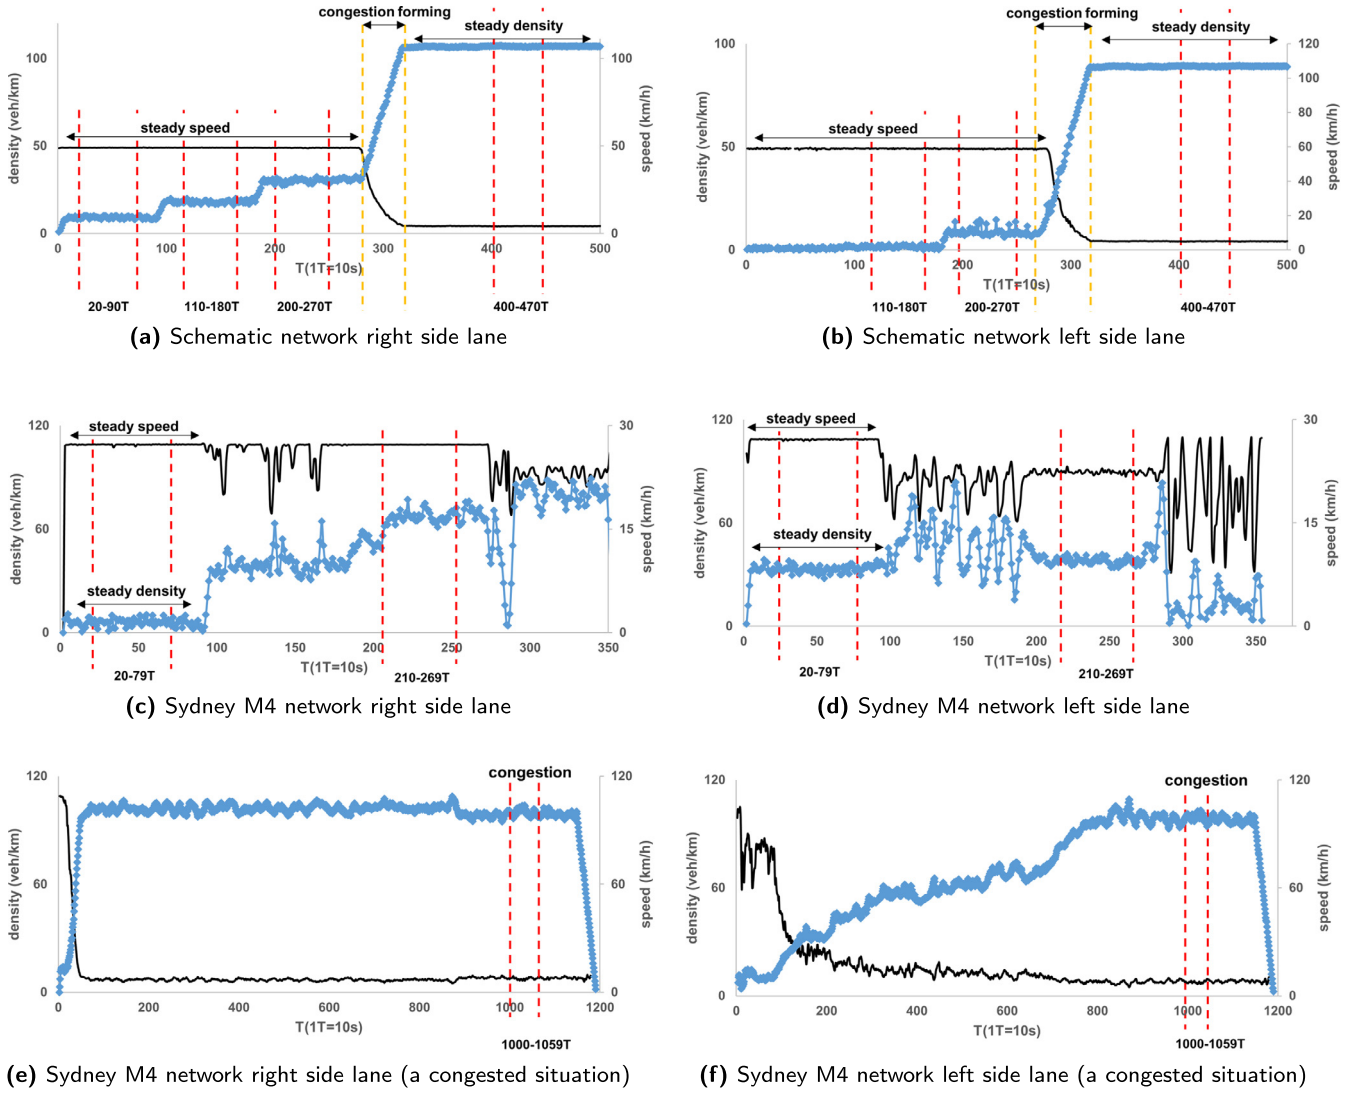 congestion forming
steady density
100
100
density (veh/km)
speed (km/h)
steady speed
50
50
0
0
0
100
200
300
400
500
T(1T=10s)
20-90T
110-180T
200-270T
400-470T
(a) Schematic network right side lane
congestion forming
steady density
100
120
100
80
density (veh/km)
speed (km/h)
steady speed
50
60
40
20
0
0
0
100
200
300
400
500
T(1T=10s)
110-180T
200-270T
400-470T
(b) Schematic network left side lane
120
30
steady speed
density (veh/km)
speed (km/h)
60
15
steady density
0
0
0
50
100
150
200
250
300
350
T(1T=10s)
20-79T
210-269T
(c) Sydney M4 network right side lane
120
30
steady speed
density (veh/km)
speed (km/h)
60
15
steady density
0
0
0
50
100
150
200
250
300
350
T(1T=10s)
20-79T
210-269T
(d) Sydney M4 network left side lane
congestion
120
120
density (veh/km)
speed (km/h)
60
60
0
0
0
200
400
600
800
1000
1200
T(1T=10s)
1000-1059T
(e) Sydney M4 network right side lane (a congested situation)
congestion
120
120
density (veh/km)
speed (km/h)
60
60
0
0
0
200
400
600
800
1000
1200
T(1T=10s)
1000-1059T
(f) Sydney M4 network left side lane (a congested situation)